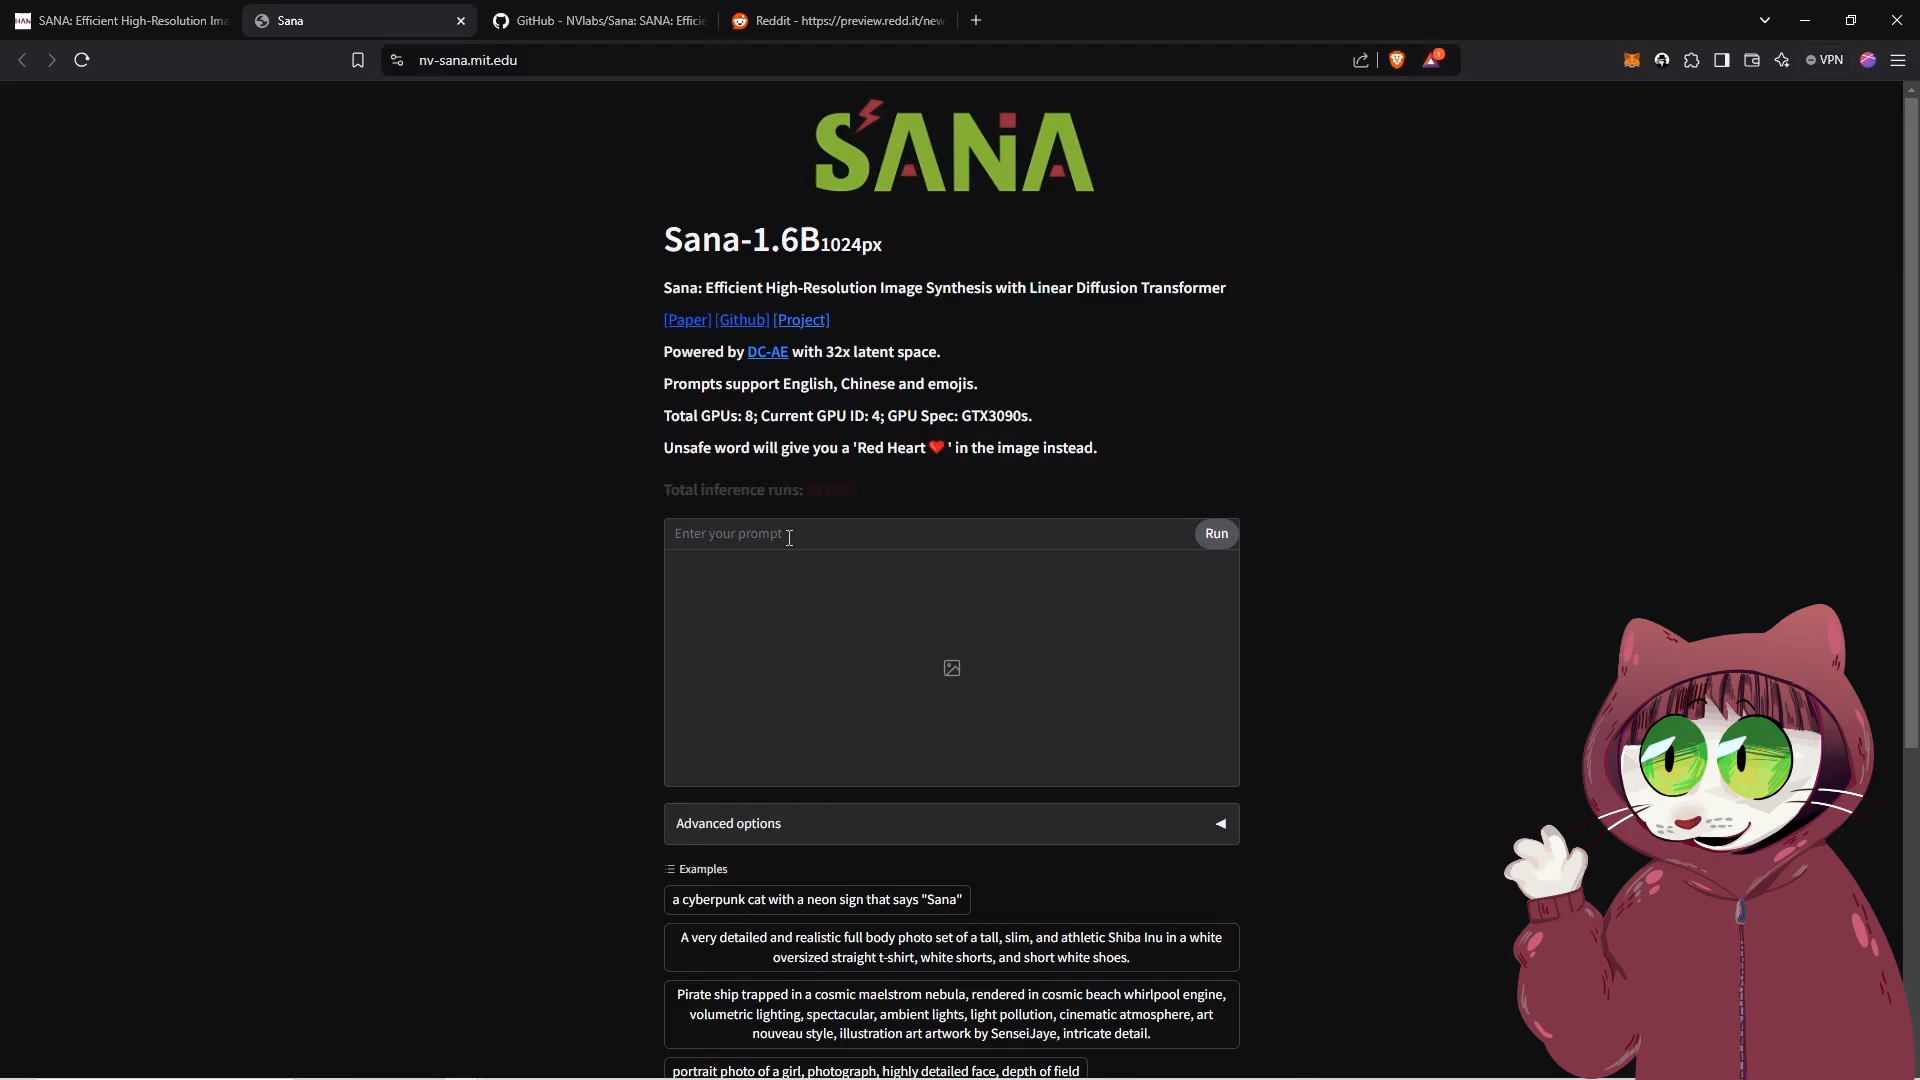 SANA: Efficient High-Resolution Ima
Sana
GitHub - NVlabs/Sana: SANA: Efficie
Reddit - https://preview.redd.it/new
nv-sana.mit.edu
1
VPN
SANA
Sana-1.6B1024px
Sana: Efficient High-Resolution Image Synthesis with Linear Diffusion Transformer
[Paper] [Github] [Project]
Powered by DC-AE with 32x latent space.
Prompts support English, Chinese and emojis.
Total GPUs: 8; Current GPU ID: 4; GPU Spec: GTX3090s.
Unsafe word will give you a 'Red Heart❤️' in the image instead.
Total inference runs:
Enter your prompt
Run
Advanced options
Examples
a cyberpunk cat with a neon sign that says "Sana"
A very detailed and realistic full body photo set of a tall, slim, and athletic Shiba Inu in a white
oversized straight t-shirt, white shorts, and short white shoes.
Pirate ship trapped in a cosmic maelstrom nebula, rendered in cosmic beach whirlpool engine,
volumetric lighting, spectacular, ambient lights, light pollution, cinematic atmosphere, art
nouveau style, illustration art artwork by SenseiJaye, intricate detail.
portrait photo of a girl, photograph, highly detailed face, depth of field